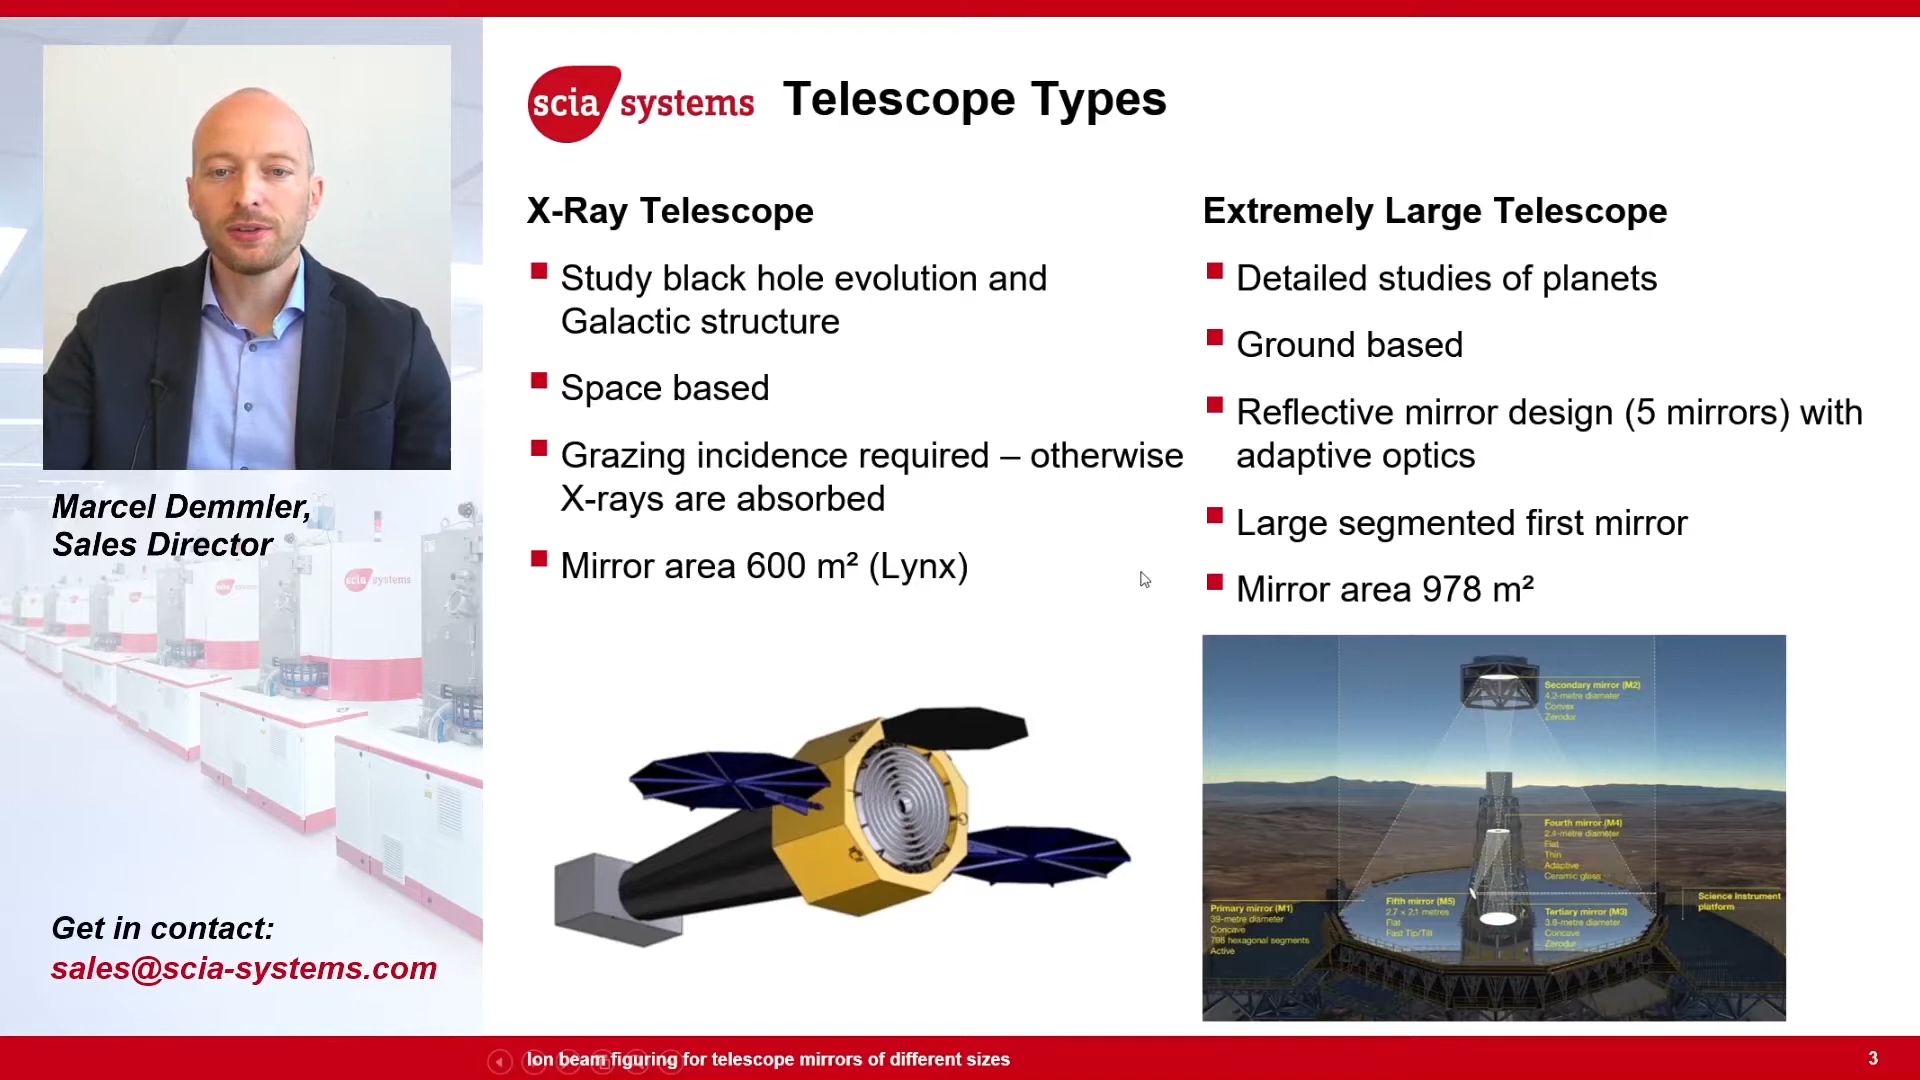 scia systems
Telescope Types
Marcel Demmler,
Sales Director
Get in contact:
sales@scia-systems.com
X-Ray Telescope
Study black hole evolution and
Galactic structure
Space based
Grazing incidence required – otherwise
X-rays are absorbed
Mirror area 600 m² (Lynx)
Extremely Large Telescope
Detailed studies of planets
Ground based
Reflective mirror design (5 mirrors) with
adaptive optics
Large segmented first mirror
Mirror area 978 m²
Secondary mirror (M2)
4.2-metre diameter
Convex
Zerodur
Fourth mirror (M4)
2.4-metre diameter
Flat
Thin
Adaptive
Ceramic glass
Primary mirror (M1)
39-metre diameter
Concave
798 hexagonal segments
Active
Fifth mirror (M5)
2.7 x 2.1 metres
Flat
Fast Tip/Tilt
Tertiary mirror (M3)
3.8-metre diameter
Concave
Zerodur
Science Instrument
platform
scia systems
Ion beam figuring for telescope mirrors of different sizes
3